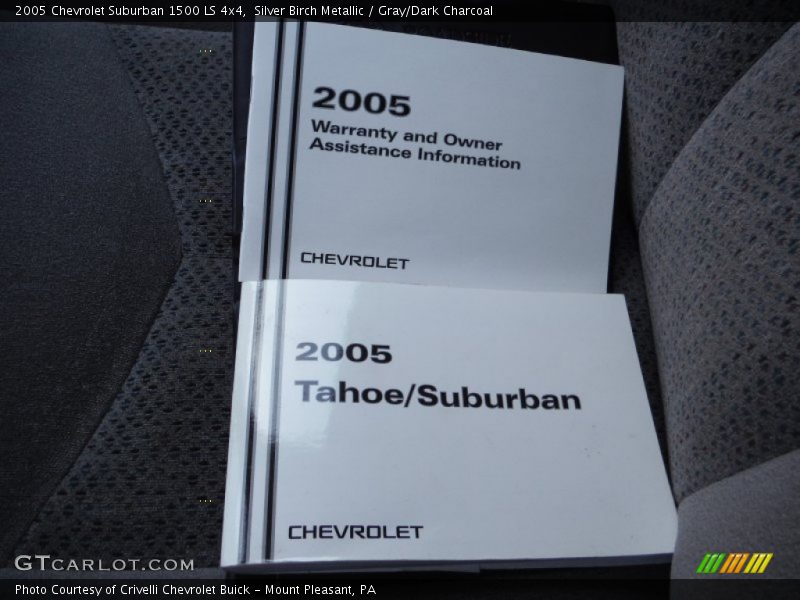 2005 Chevrolet Suburban 1500 LS 4x4, Silver Birch Metallic / Gray/Dark Charcoal
2005
Warranty and Owner
Assistance Information
CHEVROLET
2005
Tahoe/Suburban
CHEVROLET
GTCARLOT.COM
Photo Courtesy of Crivelli Chevrolet Buick – Mount Pleasant, PA